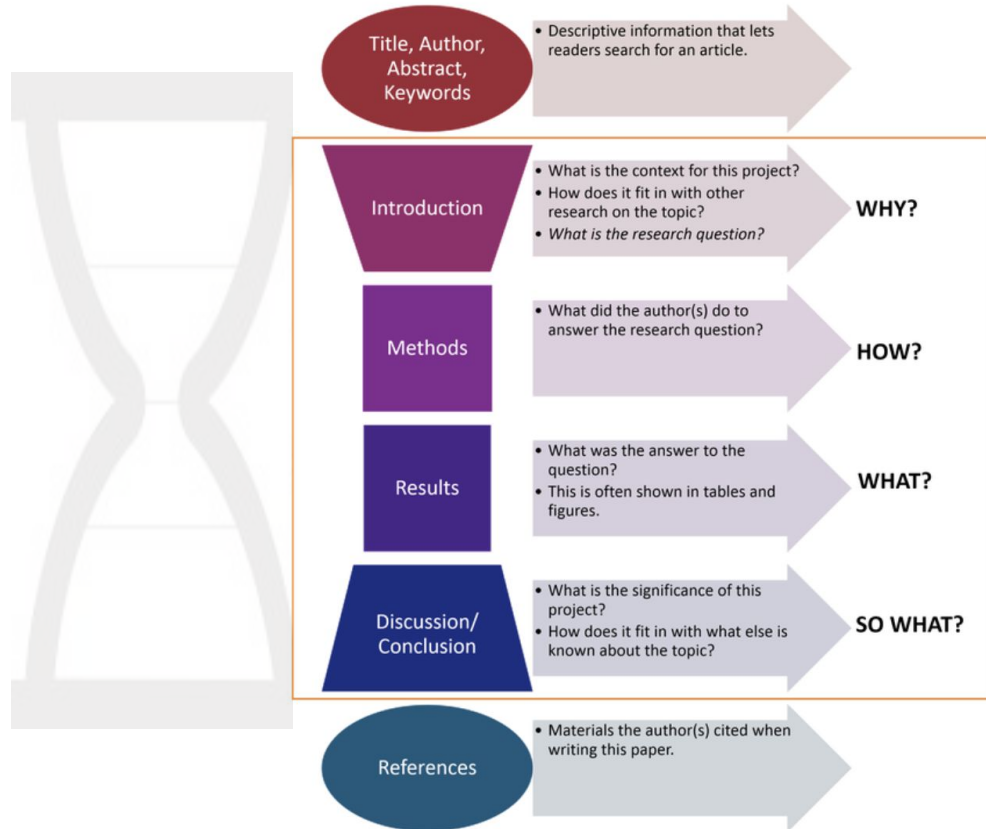 Title, Author,
Abstract,
Keywords
• Descriptive information that lets
readers search for an article.
Introduction
• What is the context for this project?
• How does it fit in with other
research on the topic?
• What is the research question?
WHY?
Methods
• What did the author(s) do to
answer the research question?
HOW?
Results
• What was the answer to the
question?
• This is often shown in tables and
figures.
WHAT?
Discussion/
Conclusion
• What is the significance of this
project?
• How does it fit in with what else is
known about the topic?
SO WHAT?
References
• Materials the author(s) cited when
writing this paper.